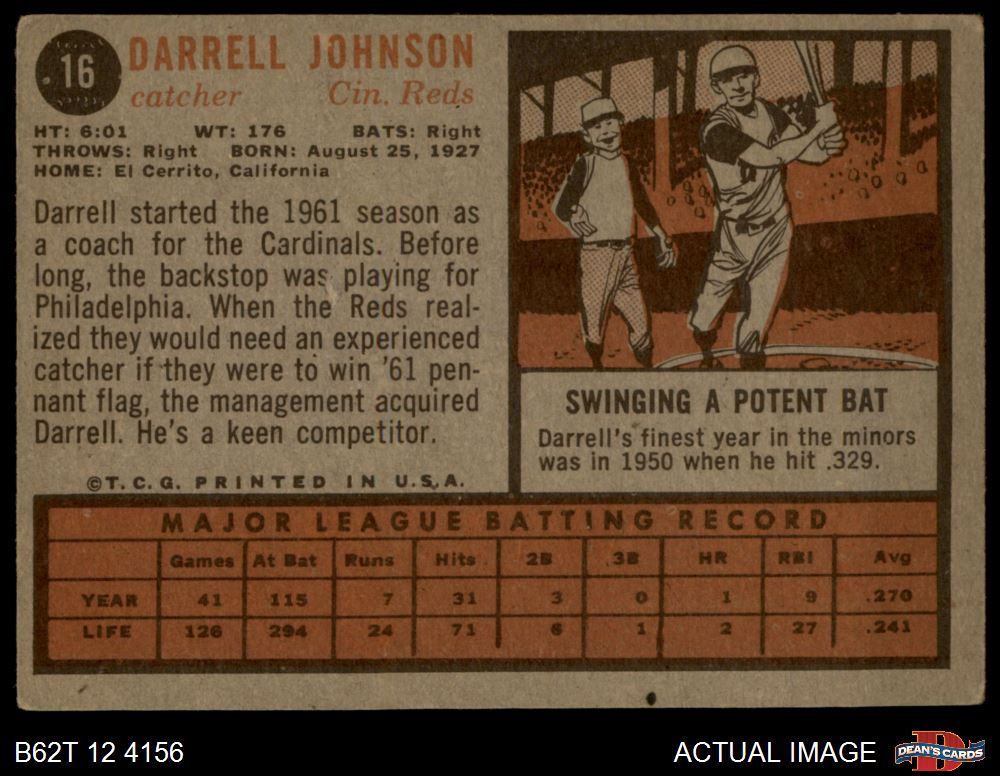 16
DARRELL JOHNSON
catcher Cin. Reds
HT: 6:01 WT: 176 BATS: Right
THROWS: Right BORN: August 25, 1927
HOME: El Cerrito, California
Darrell started the 1961 season as
a coach for the Cardinals. Before
long, the backstop was playing for
Philadelphia. When the Reds real-
ized they would need an experienced
catcher if they were to win '61 pen-
nant flag, the management acquired
Darrell. He's a keen competitor.
©T.C.G. PRINTED IN U.S.A.
SWINGING A POTENT BAT
Darrell's finest year in the minors
was in 1950 when he hit .329.
MAJOR LEAGUE BATTING RECORD
Games At Bat Runs Hits 2B 3B HR RBI Avg
YEAR 41 115 7 31 3 0 1 9 .270
LIFE 126 294 24 71 6 1 2 27 .241
B62T 12 4156
ACTUAL IMAGE
D
DEAN'S CARDS